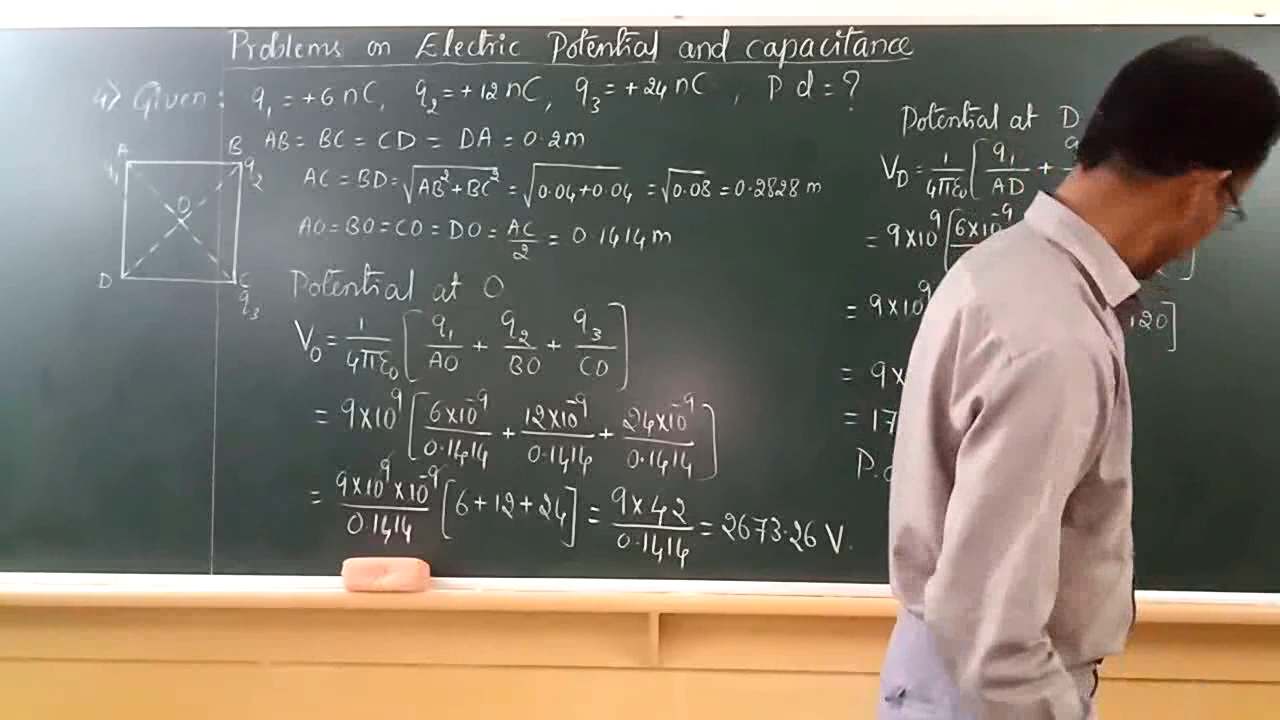 Problems on Electric Potential and capacitance
4) Given: q₁ = +6 nC, q₂ = +12 nC, q₃ = +24 nC, P d = ?
AB = BC = CD = DA = 0.2m
A B
q₁ q₂
O
D C
q₃
AC = BD = √(AB² + BC²) = √(0.04+0.04) = √0.08 = 0.2828 m
AO = BO = CO = DO = AC/2 = 0.1414 m
Potential at O
V₀ = 1/4πε₀ [q₁/AO + q₂/BO + q₃/CO]
= 9×10⁹ [6×10⁻⁹/0.1414 + 12×10⁻⁹/0.1414 + 24×10⁻⁹/0.1414]
= 9×10⁹×10⁻⁹/0.1414 [6+12+24] = 9×42/0.1414 = 2673.26 V.
Potential at D
V_D = 1/4πε₀ [q₁/AD +
= 9×10⁹ [6×10⁻⁹
= 9×10⁹ 120]
= 9×
= 17
P.